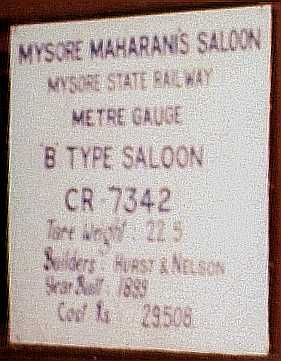 MYSORE MAHARANI'S SALOON
MYSORE STATE RAILWAY
METRE GAUGE
'B' TYPE SALOON
CR-7342
Tare Weight: 22.5
Builders: HURST & NELSON
Year Built: 1899
Cost Rs. 29508